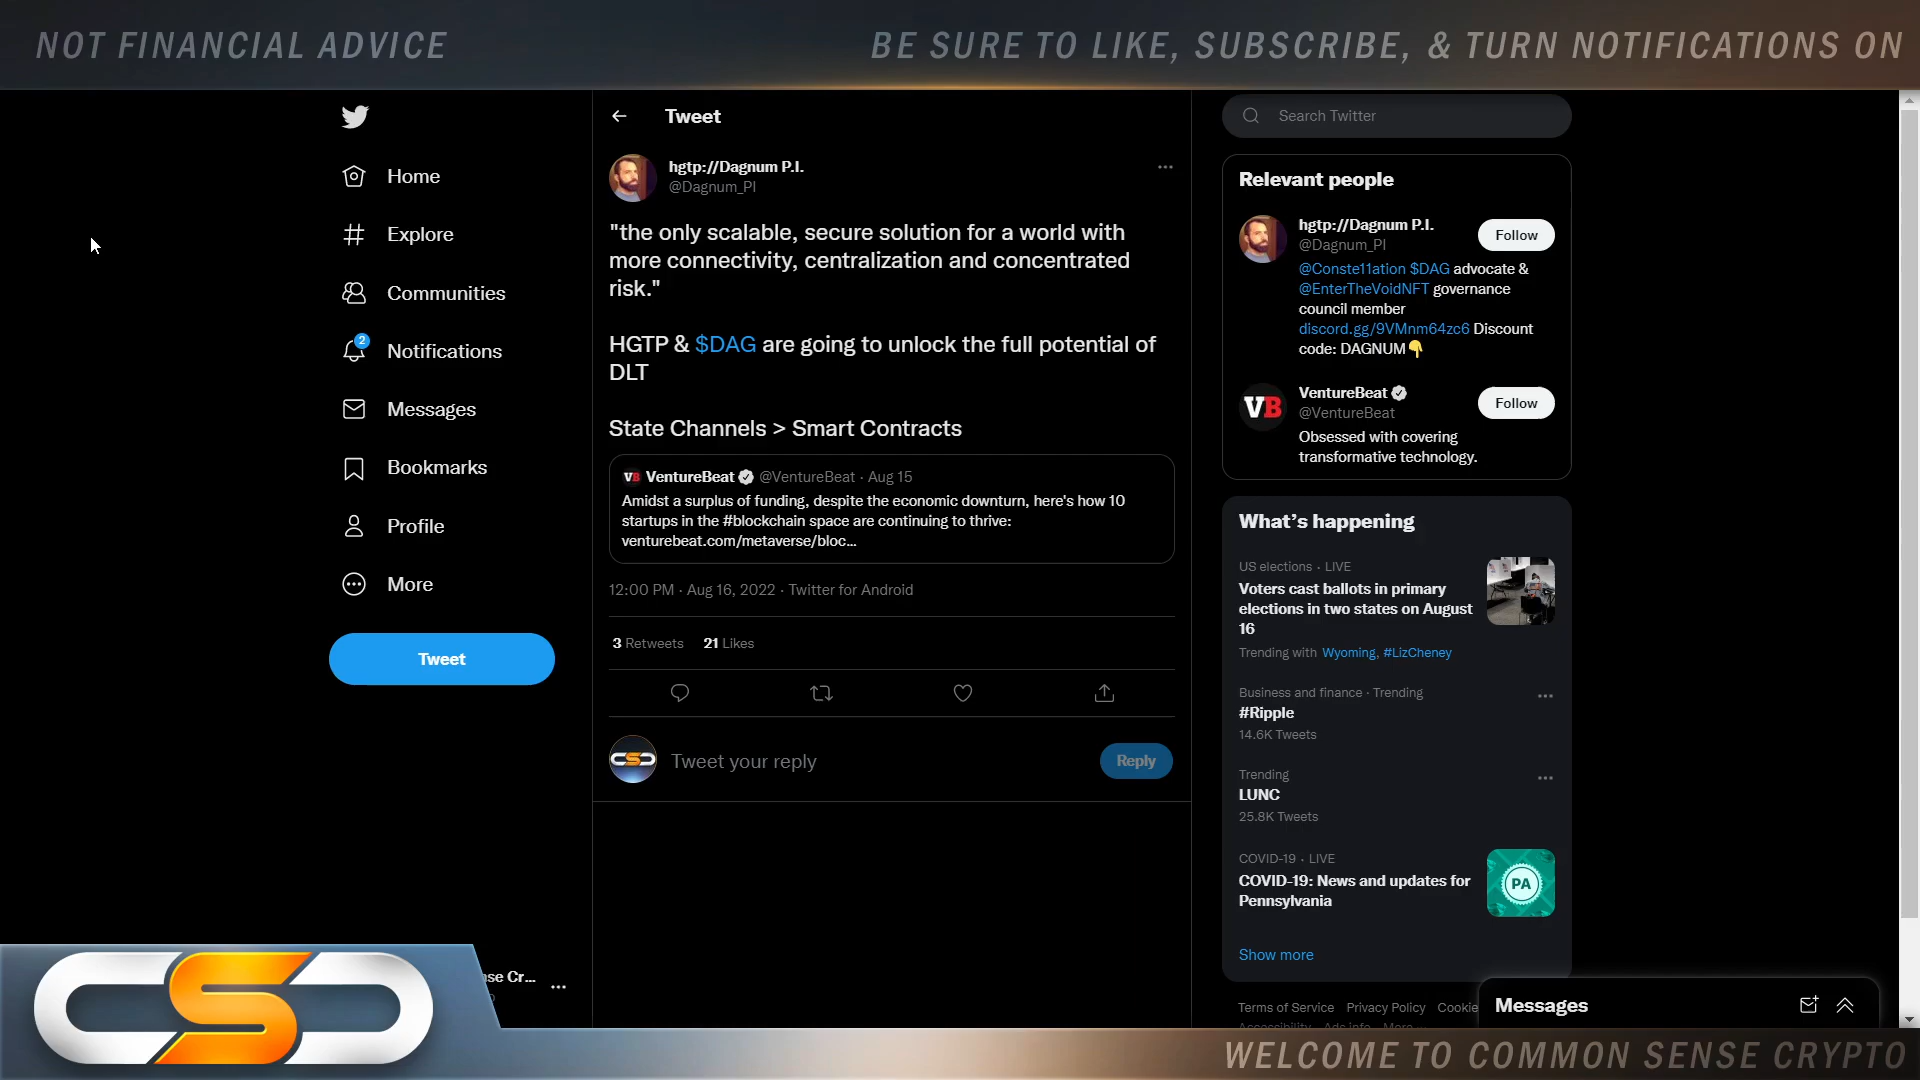 NOT FINANCIAL ADVICE
BE SURE TO LIKE, SUBSCRIBE, & TURN NOTIFICATIONS ON
Home
Explore
Communities
2
Notifications
Messages
Bookmarks
Profile
More
Tweet
nse Cr...
Tweet
hgtp://Dagnum P.I.
@Dagnum_PI
"the only scalable, secure solution for a world with
more connectivity, centralization and concentrated
risk."
HGTP & $DAG are going to unlock the full potential of
DLT
State Channels > Smart Contracts
VB VentureBeat @VentureBeat · Aug 15
Amidst a surplus of funding, despite the economic downturn, here's how 10
startups in the #blockchain space are continuing to thrive:
venturebeat.com/metaverse/bloc...
12:00 PM · Aug 16, 2022 · Twitter for Android
3 Retweets 21 Likes
CSC
Tweet your reply
Reply
Search Twitter
Relevant people
hgtp://Dagnum P.I.
@Dagnum_PI
Follow
@Conste11ation $DAG advocate &
@EnterTheVoidNFT governance
council member
discord.gg/9VMnm64zc6 Discount
code: DAGNUM👇
VB
VentureBeat
@VentureBeat
Follow
Obsessed with covering
transformative technology.
What's happening
US elections · LIVE
Voters cast ballots in primary
elections in two states on August
16
Trending with Wyoming, #LizCheney
Business and finance · Trending
#Ripple
14.6K Tweets
Trending
LUNC
25.8K Tweets
COVID-19 · LIVE
COVID-19: News and updates for
Pennsylvania
PA
Show more
Terms of Service Privacy Policy Cookie
Accessibility Ads info More ...
Messages
CSC
WELCOME TO COMMON SENSE CRYPTO